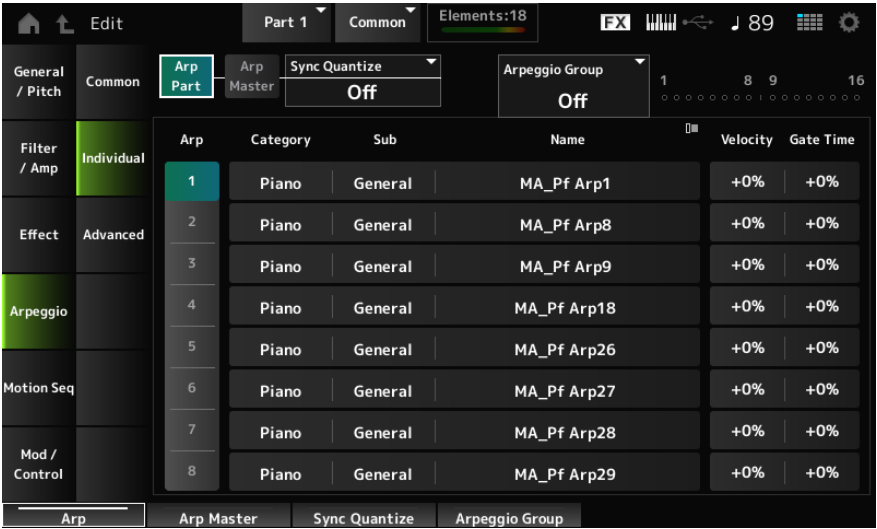 Edit
Part 1
Common
Elements:18
FX
♩ 89
General
/ Pitch
Filter
/ Amp
Effect
Arpeggio
Motion Seq
Mod /
Control
Common
Individual
Advanced
Arp
Part
Arp
Master
Sync Quantize
Off
Arpeggio Group
Off
1 8 9 16
Arp Category Sub Name Velocity Gate Time
1 Piano General MA_Pf Arp1 +0% +0%
2 Piano General MA_Pf Arp8 +0% +0%
3 Piano General MA_Pf Arp9 +0% +0%
4 Piano General MA_Pf Arp18 +0% +0%
5 Piano General MA_Pf Arp26 +0% +0%
6 Piano General MA_Pf Arp27 +0% +0%
7 Piano General MA_Pf Arp28 +0% +0%
8 Piano General MA_Pf Arp29 +0% +0%
Arp Arp Master Sync Quantize Arpeggio Group